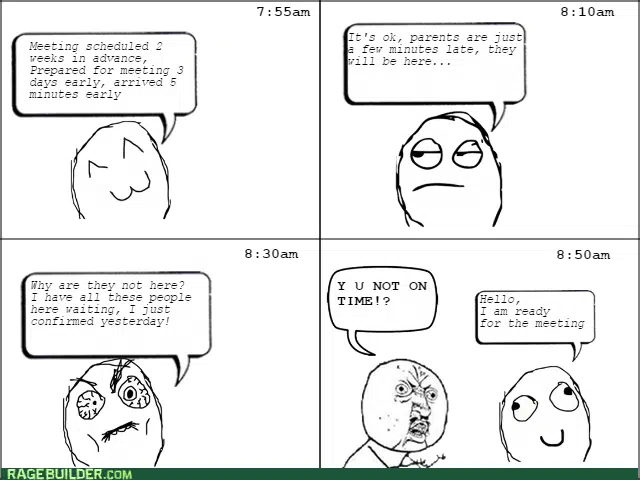 7:55am
Meeting scheduled 2
weeks in advance,
Prepared for meeting 3
days early, arrived 5
minutes early
8:10am
It's ok, parents are just
a few minutes late, they
will be here...
8:30am
Why are they not here?
I have all these people
here waiting, I just
confirmed yesterday!
8:50am
Y U NOT ON
TIME!?
Hello,
I am ready
for the meeting
RAGEBUILDER.COM